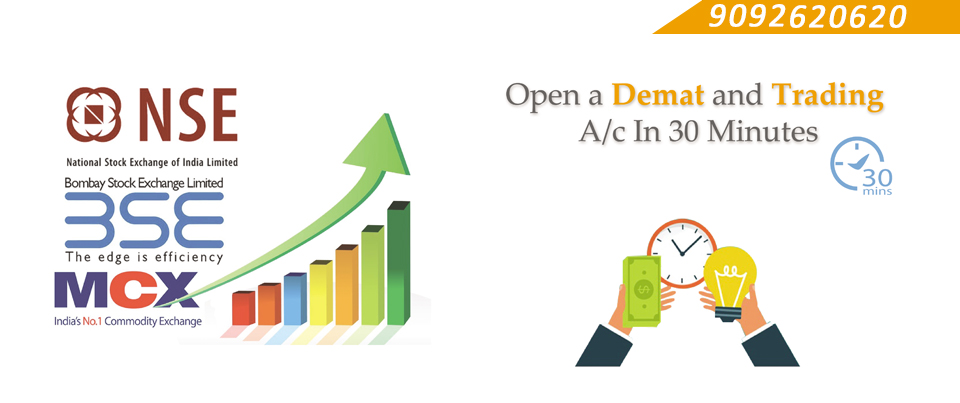 9092620620
NSE
National Stock Exchange of India Limited
Bombay Stock Exchange Limited
BSE
The edge is efficiency
MCX
India's No.1 Commodity Exchange
Open a Demat and Trading
A/c In 30 Minutes
30
mins